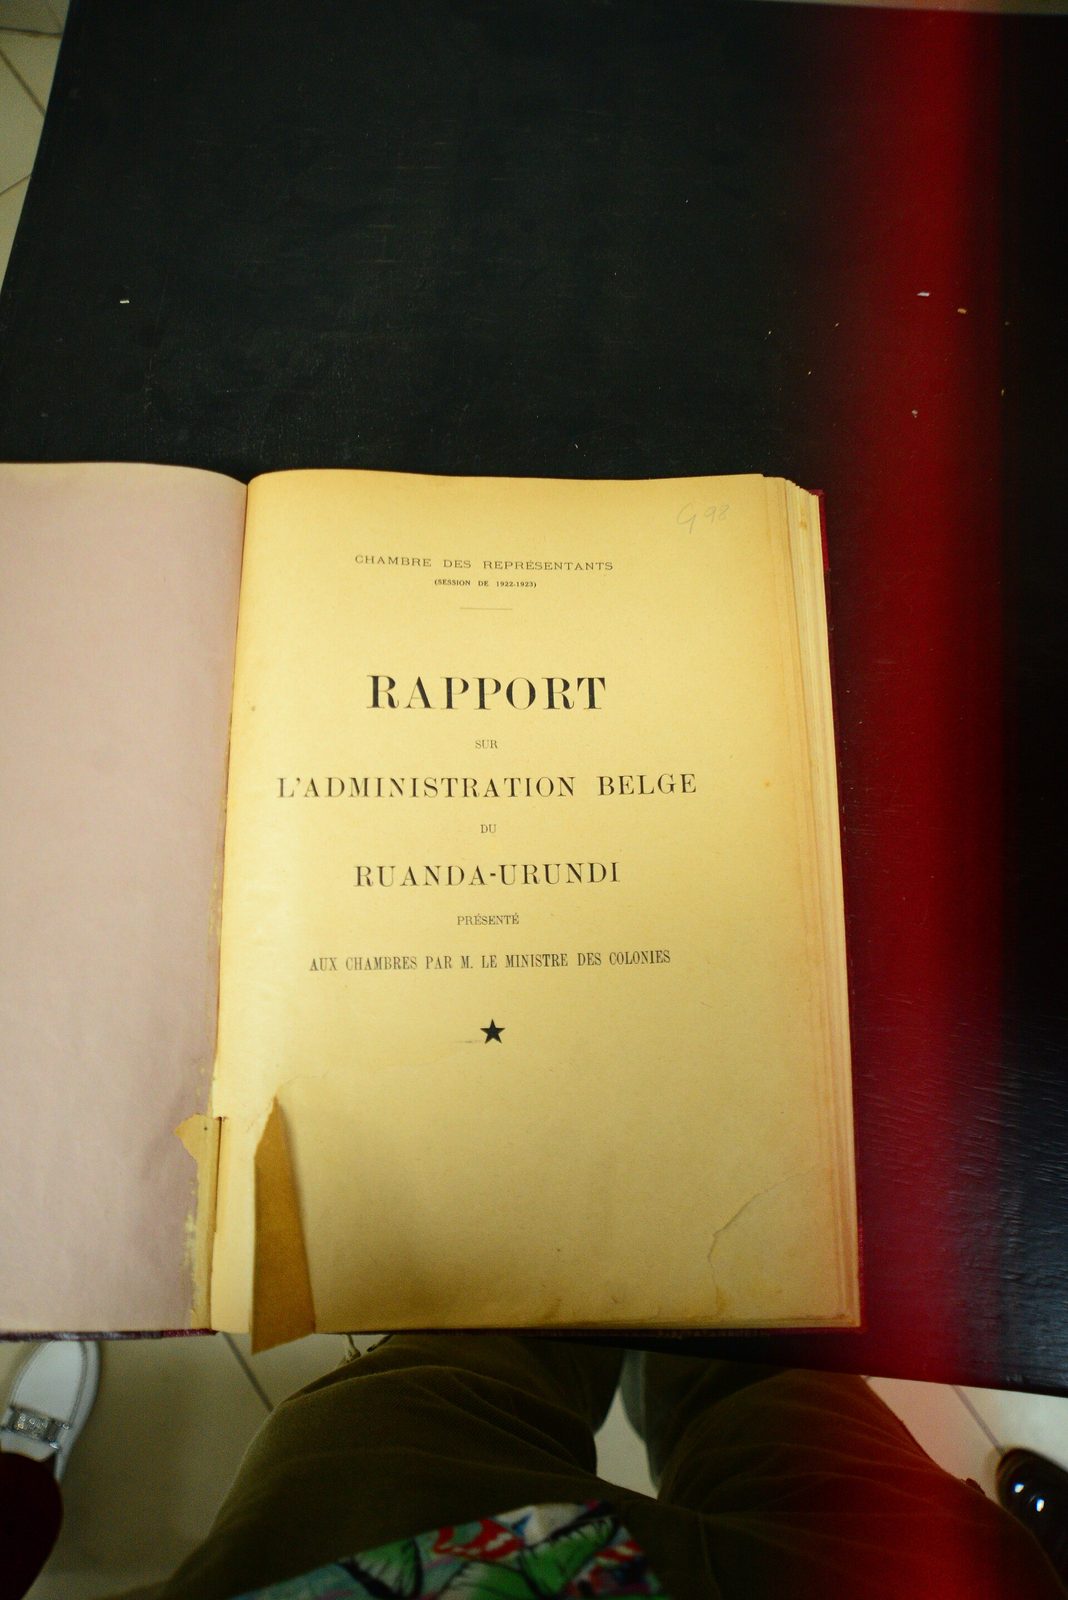 G 98
CHAMBRE DES REPRÉSENTANTS
(SESSION DE 1922-1923)
RAPPORT
SUR
L'ADMINISTRATION BELGE
DU
RUANDA-URUNDI
PRÉSENTÉ
AUX CHAMBRES PAR M. LE MINISTRE DES COLONIES